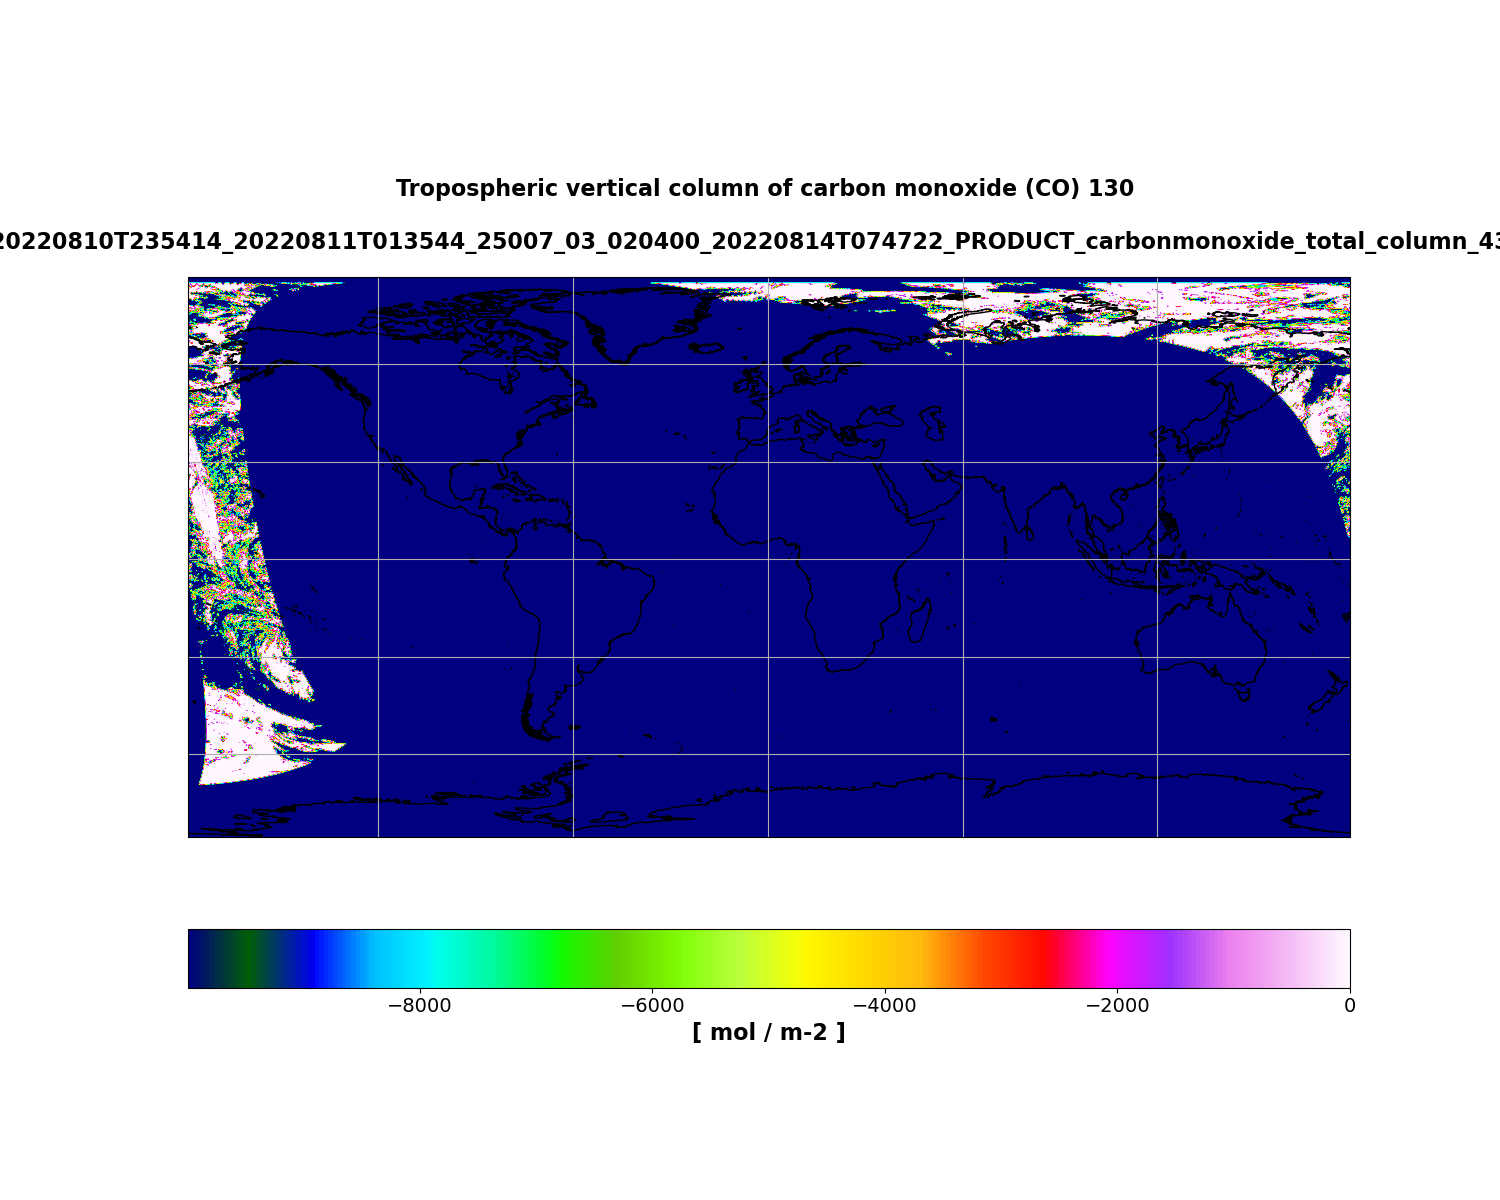 Tropospheric vertical column of carbon monoxide (CO) 130
20220810T235414_20220811T013544_25007_03_020400_20220814T074722_PRODUCT_carbonmonoxide_total_column_43
−8000 −6000 −4000 −2000 0
[ mol / m-2 ]